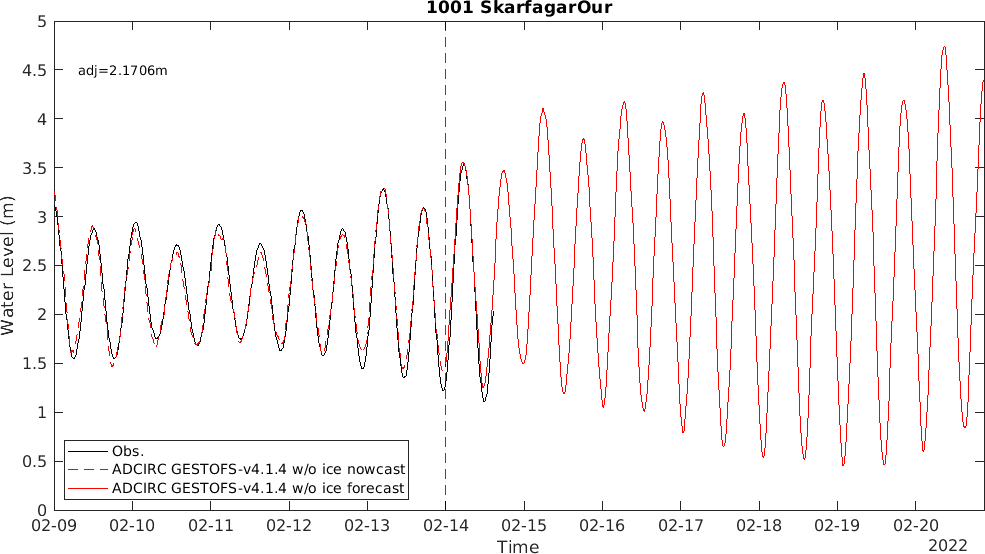 1001 SkarfagarOur
adj=2.1706m
Water Level (m)
5
4.5
4
3.5
3
2.5
2
1.5
1
0.5
0
Obs.
ADCIRC GESTOFS-v4.1.4 w/o ice nowcast
ADCIRC GESTOFS-v4.1.4 w/o ice forecast
02-09 02-10 02-11 02-12 02-13 02-14 02-15 02-16 02-17 02-18 02-19 02-20
2022
Time